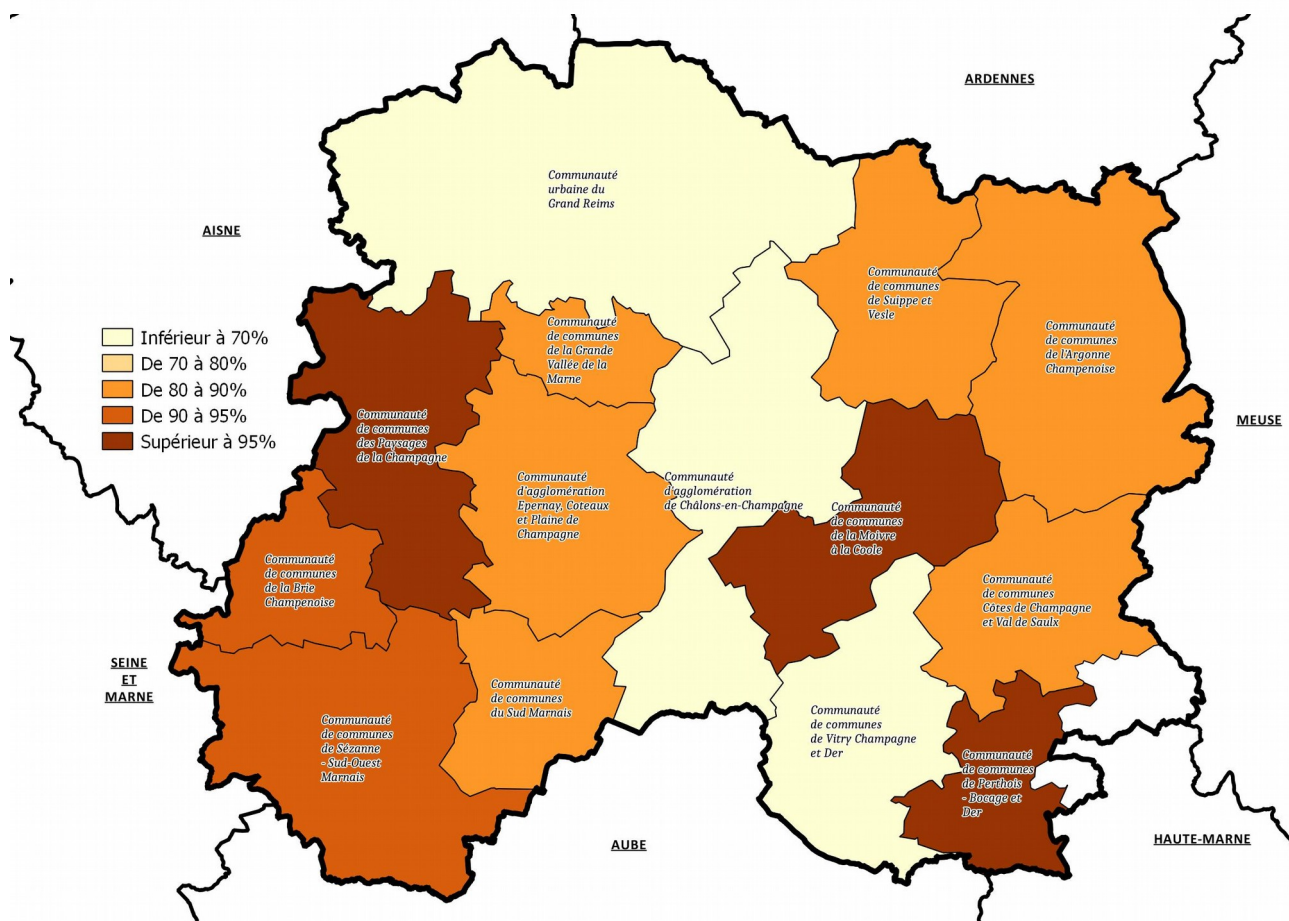 ARDENNES
Communauté
urbaine du
Grand Reims
AISNE
Communauté
de communes
de Suippe et
Vesle
Communauté
de communes
de la Grande
Vallée de la
Marne
Communauté
de communes
de l'Argonne
Champenoise
Inférieur à 70%
De 70 à 80%
De 80 à 90%
De 90 à 95%
Supérieur à 95%
Communauté
de communes
des Paysages
de la Champagne
MEUSE
Communauté
d'agglomération
Epernay, Coteaux
et Plaine de
Champagne
Communauté
d'agglomération
de Châlons-en-Champagne
Communauté
de communes
de la Moivre
à la Coole
Communauté
de communes
de la Brie
Champenoise
Communauté
de communes
Côtes de Champagne
et Val de Saulx
SEINE
ET
MARNE
Communauté
de communes
du Sud Marnais
Communauté
de communes
de Sézanne
- Sud-Ouest
Marnais
Communauté
de communes
de Vitry Champagne
et Der
Communauté
de communes
de Perthois
- Bocage et
Der
AUBE
HAUTE-MARNE